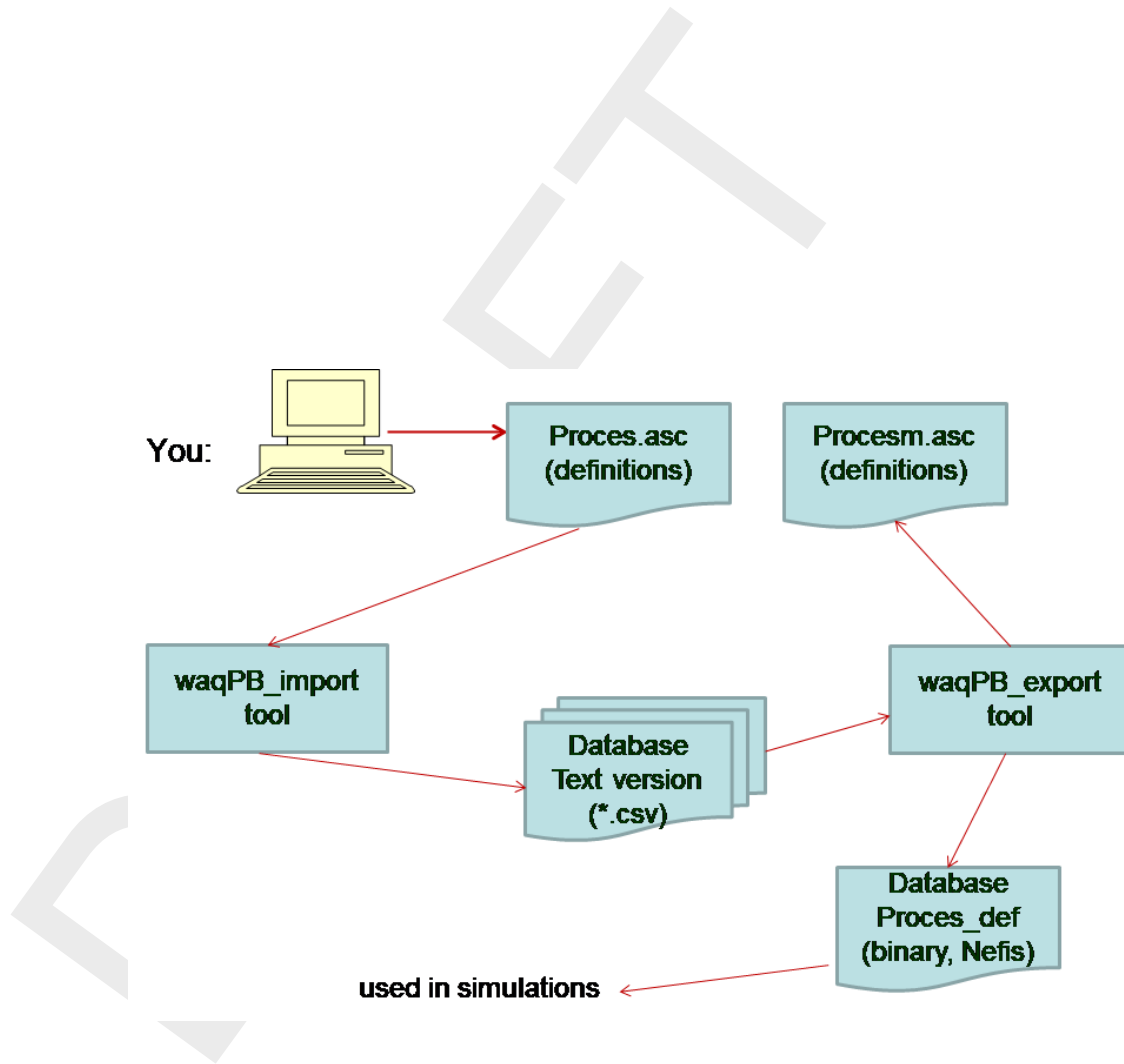 You:
Proces.asc
(definitions)
Procesm.asc
(definitions)
waqPB_import
tool
Database
Text version
(*.csv)
waqPB_export
tool
Database
Proces_def
(binary, Nefis)
used in simulations